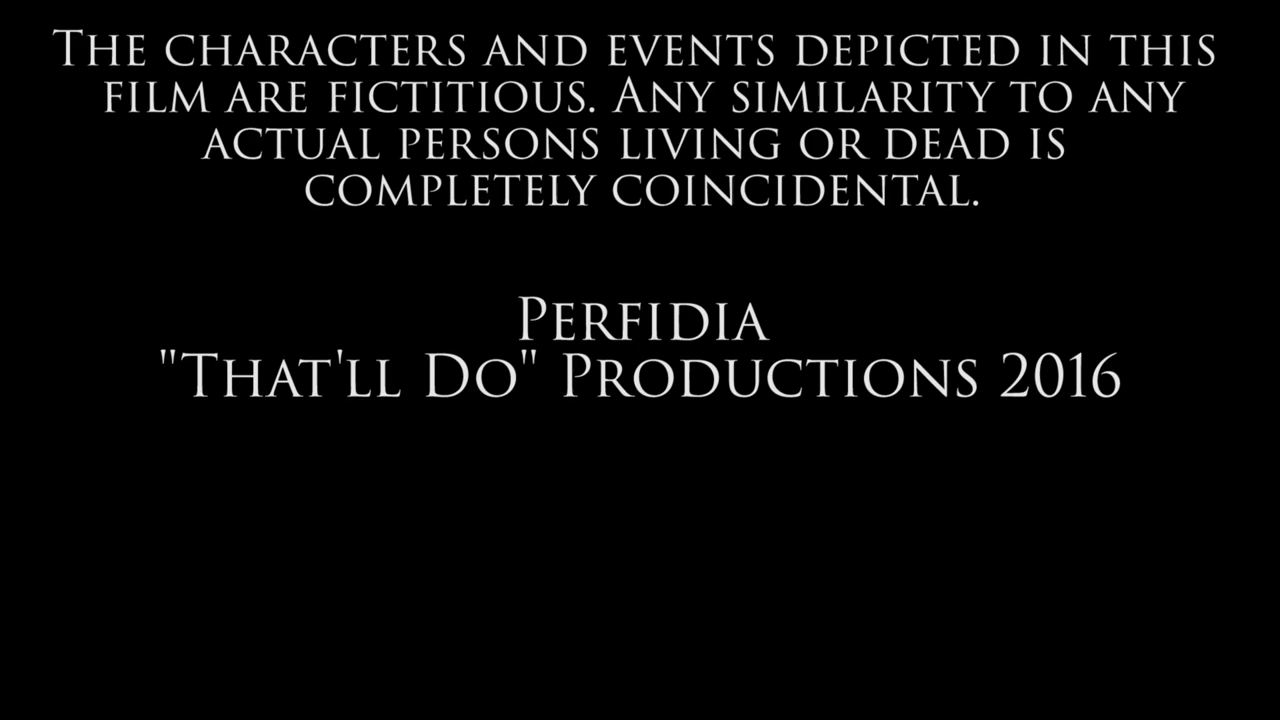 The characters and events depicted in this
film are fictitious. Any similarity to any
actual persons living or dead is
completely coincidental.
Perfidia
"That'll Do" Productions 2016